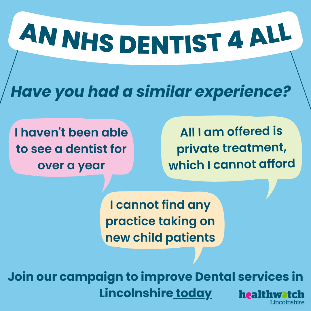 AN NHS DENTIST 4 ALL
Have you had a similar experience?
I haven't been able
to see a dentist for
over a year
All I am offered is
private treatment,
which I cannot afford
I cannot find any
practice taking on
new child patients
Join our campaign to improve Dental services in
Lincolnshire today
healthwatch
Lincolnshire